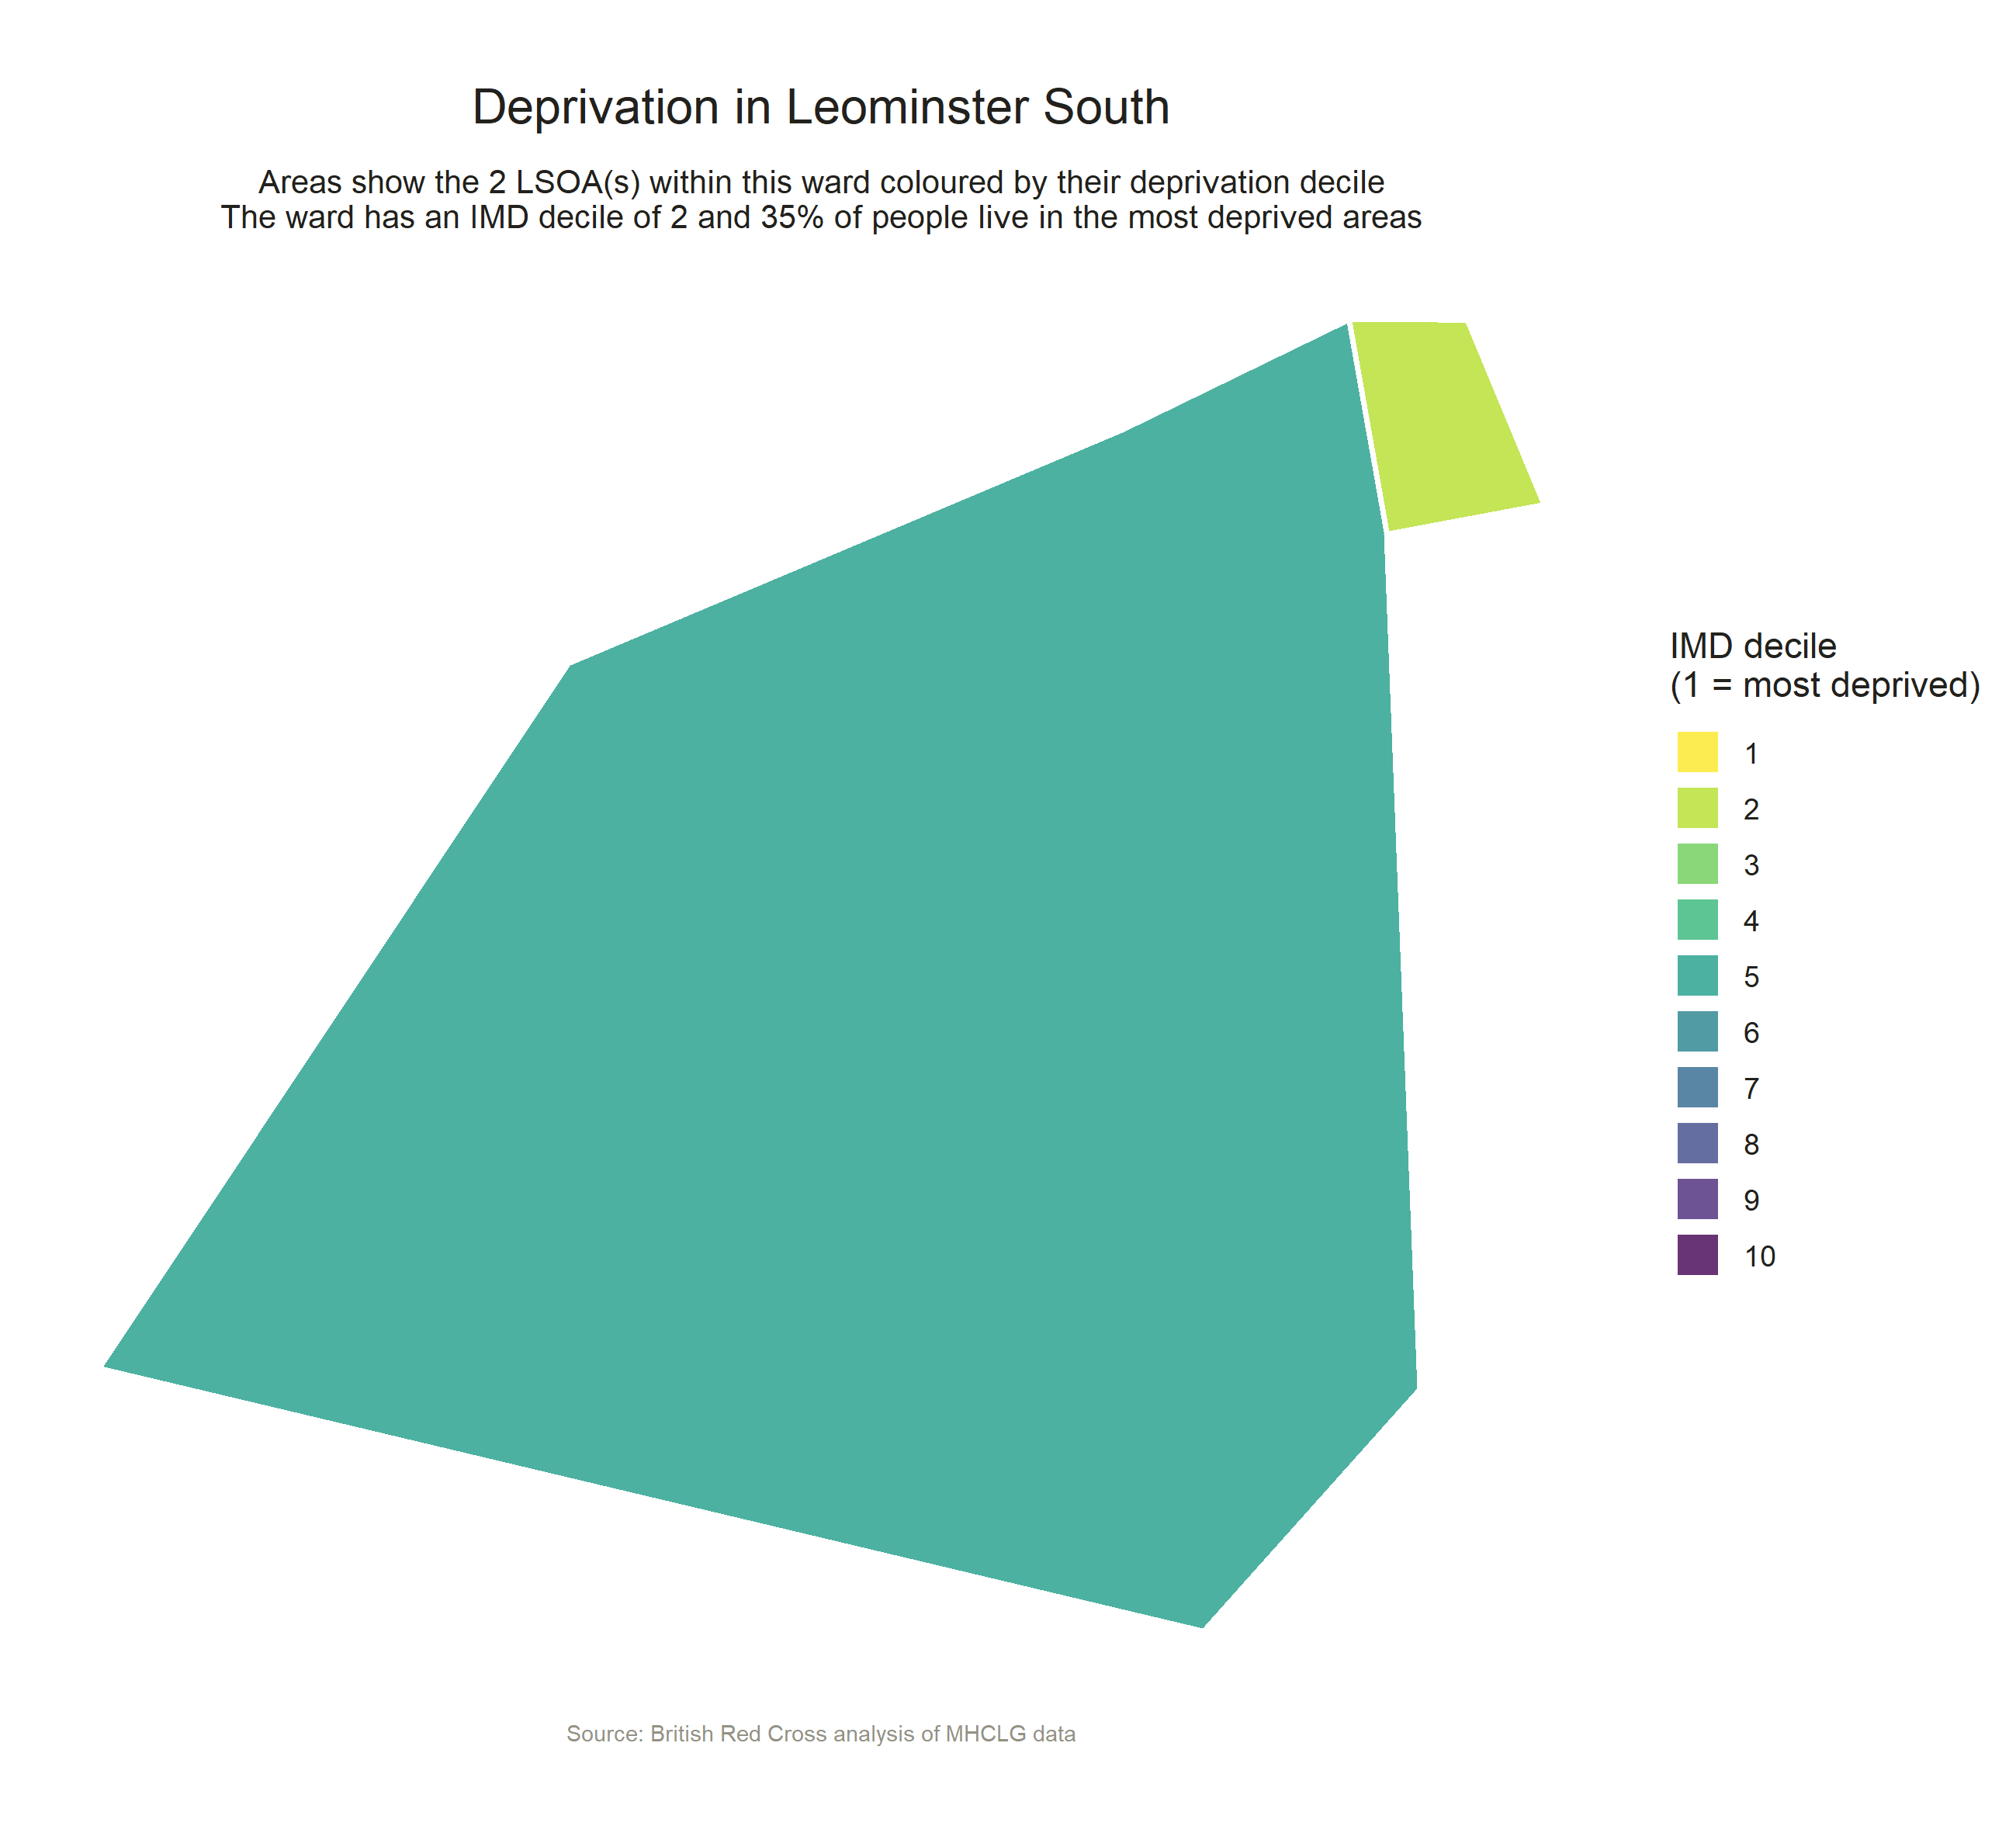 Deprivation in Leominster South
Areas show the 2 LSOA(s) within this ward coloured by their deprivation decile
The ward has an IMD decile of 2 and 35% of people live in the most deprived areas
IMD decile
(1 = most deprived)
1
2
3
4
5
6
7
8
9
10
Source: British Red Cross analysis of MHCLG data